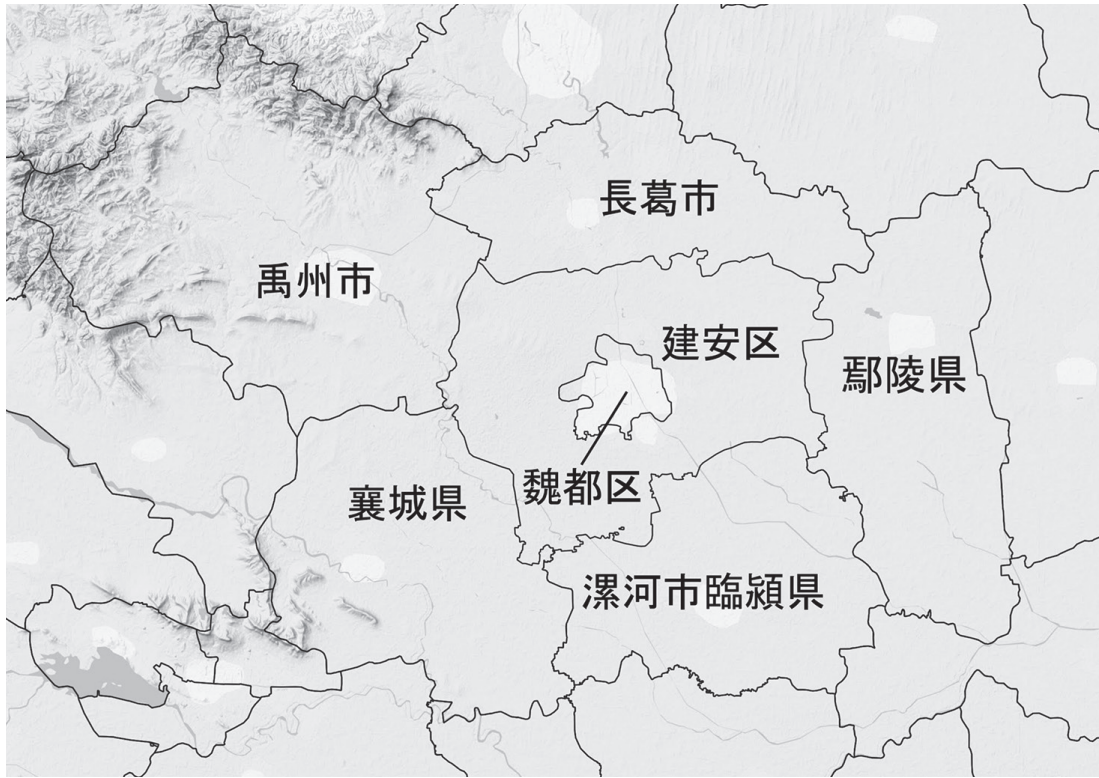 長葛市
禹州市
建安区
鄢陵県
魏都区
襄城県
漯河市臨潁県